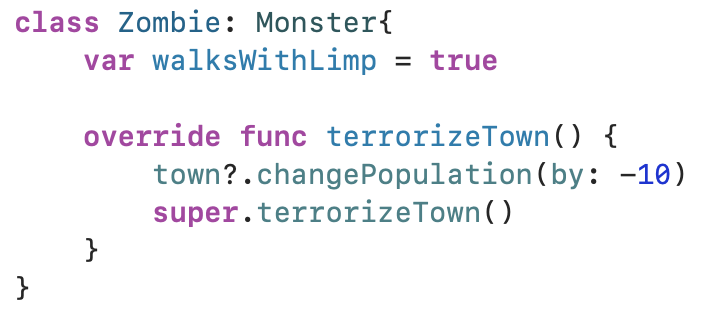 class Zombie: Monster{
    var walksWithLimp = true

    override func terrorizeTown() {
        town?.changePopulation(by: -10)
        super.terrorizeTown()
    }
}